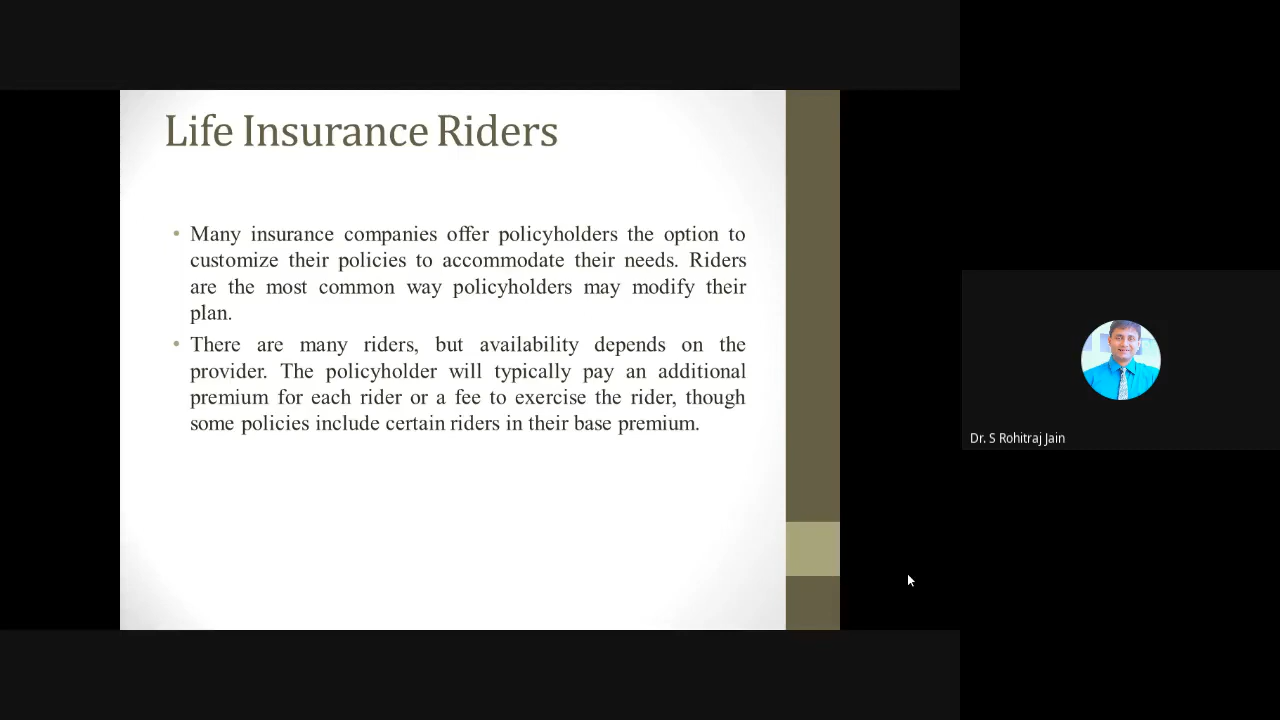 Life Insurance Riders
• Many insurance companies offer policyholders the option to
customize their policies to accommodate their needs. Riders
are the most common way policyholders may modify their
plan.
• There are many riders, but availability depends on the
provider. The policyholder will typically pay an additional
premium for each rider or a fee to exercise the rider, though
some policies include certain riders in their base premium.
Dr. S Rohitraj Jain